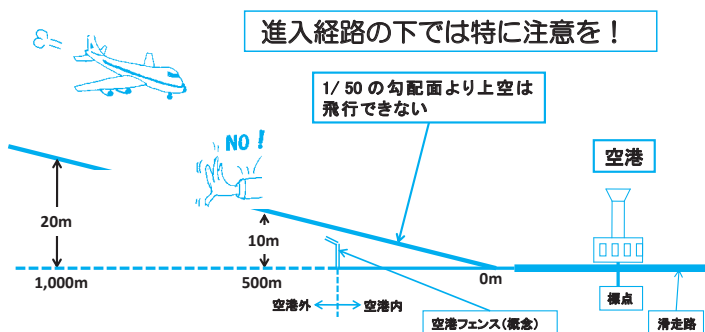 進入経路の下では特に注意を！
1/50の勾配面より上空は
飛行できない
NO!
空港
20m
10m
1,000m
500m
0m
空港外
空港内
標点
空港フェンス(概念)
滑走路